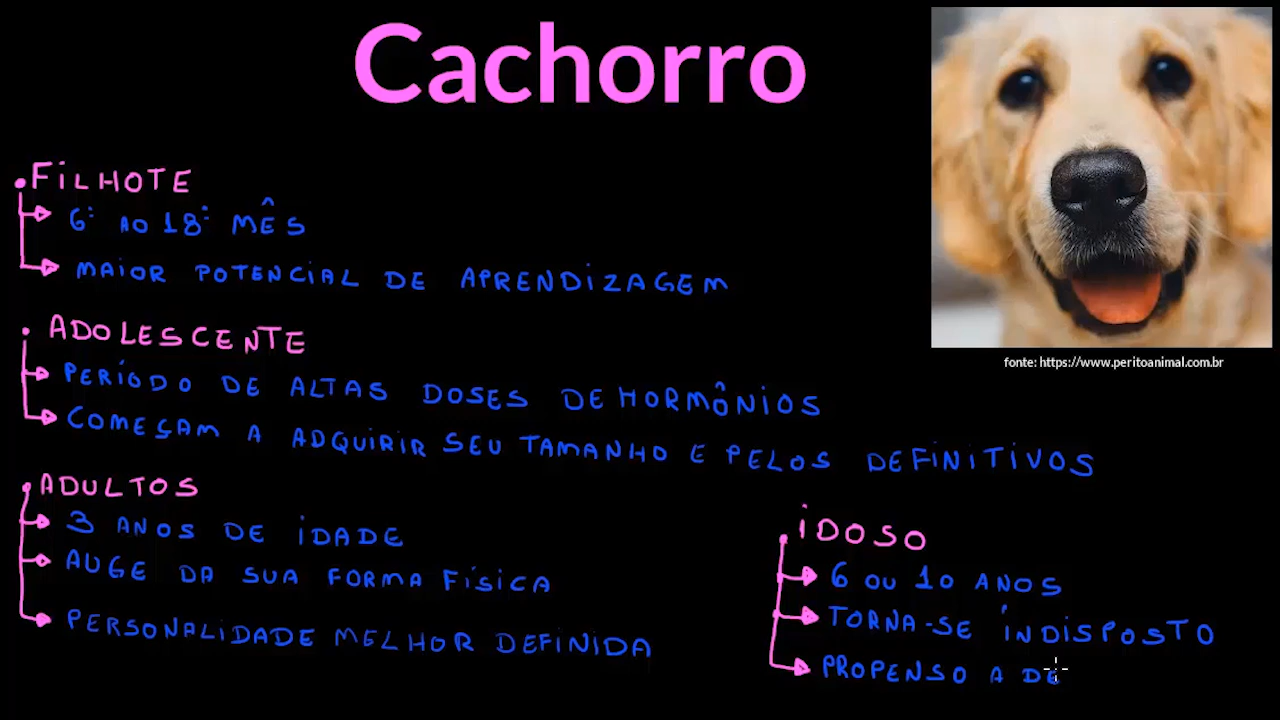 Cachorro
FiLHOTE
6º AO 18º MÊS
MAiOR POTENCiAL DE APRENDiZAGEM
fonte: https://www.peritoanimal.com.br
ADOLESCENTE
PERÍODO DE ALTAS DOSES DE HORMÔNiOS
COMEÇAM A ADQUiRiR SEU TAMANHO E PELOS DEFiNiTiVOS
ADULTOS
3 ANOS DE iDADE
AUGE DA SUA FORMA FÍSiCA
PERSONALiDADE MELHOR DEFiNiDA
iDOSO
6 OU 10 ANOS
TORNA-SE ÍNDiSPOSTO
PROPENSO A DE